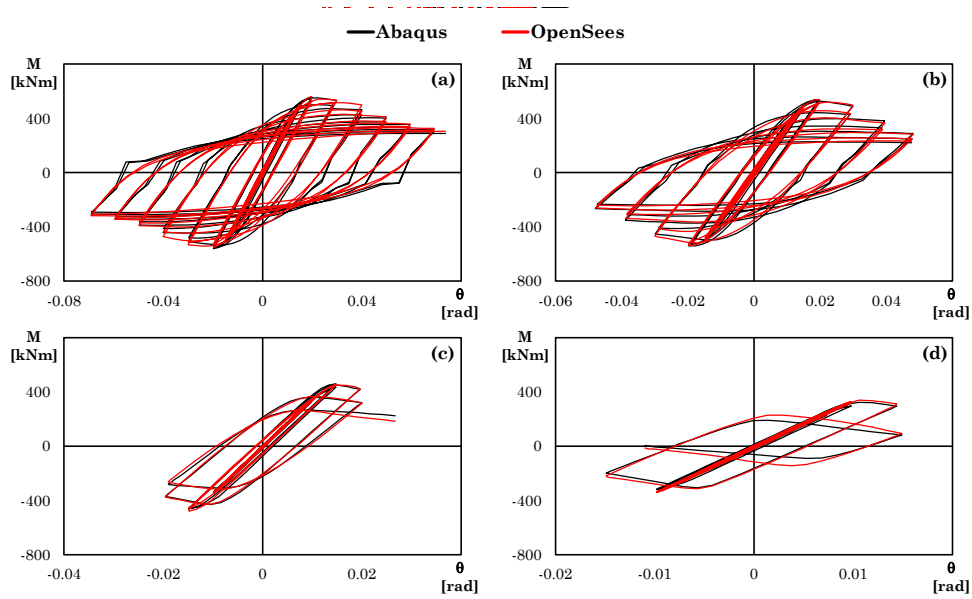 Abaqus OpenSees
M
[kNm]
(a)
400
0
-400
-800
-0.08 -0.04 0 0.04
θ
[rad]
M
[kNm]
(b)
400
0
-400
-800
-0.06 -0.04 -0.02 0 0.02 0.04
θ
[rad]
M
[kNm]
(c)
400
0
-400
-800
-0.04 -0.02 0 0.02
θ
[rad]
M
[kNm]
(d)
400
0
-400
-800
-0.02 -0.01 0 0.01
θ
[rad]